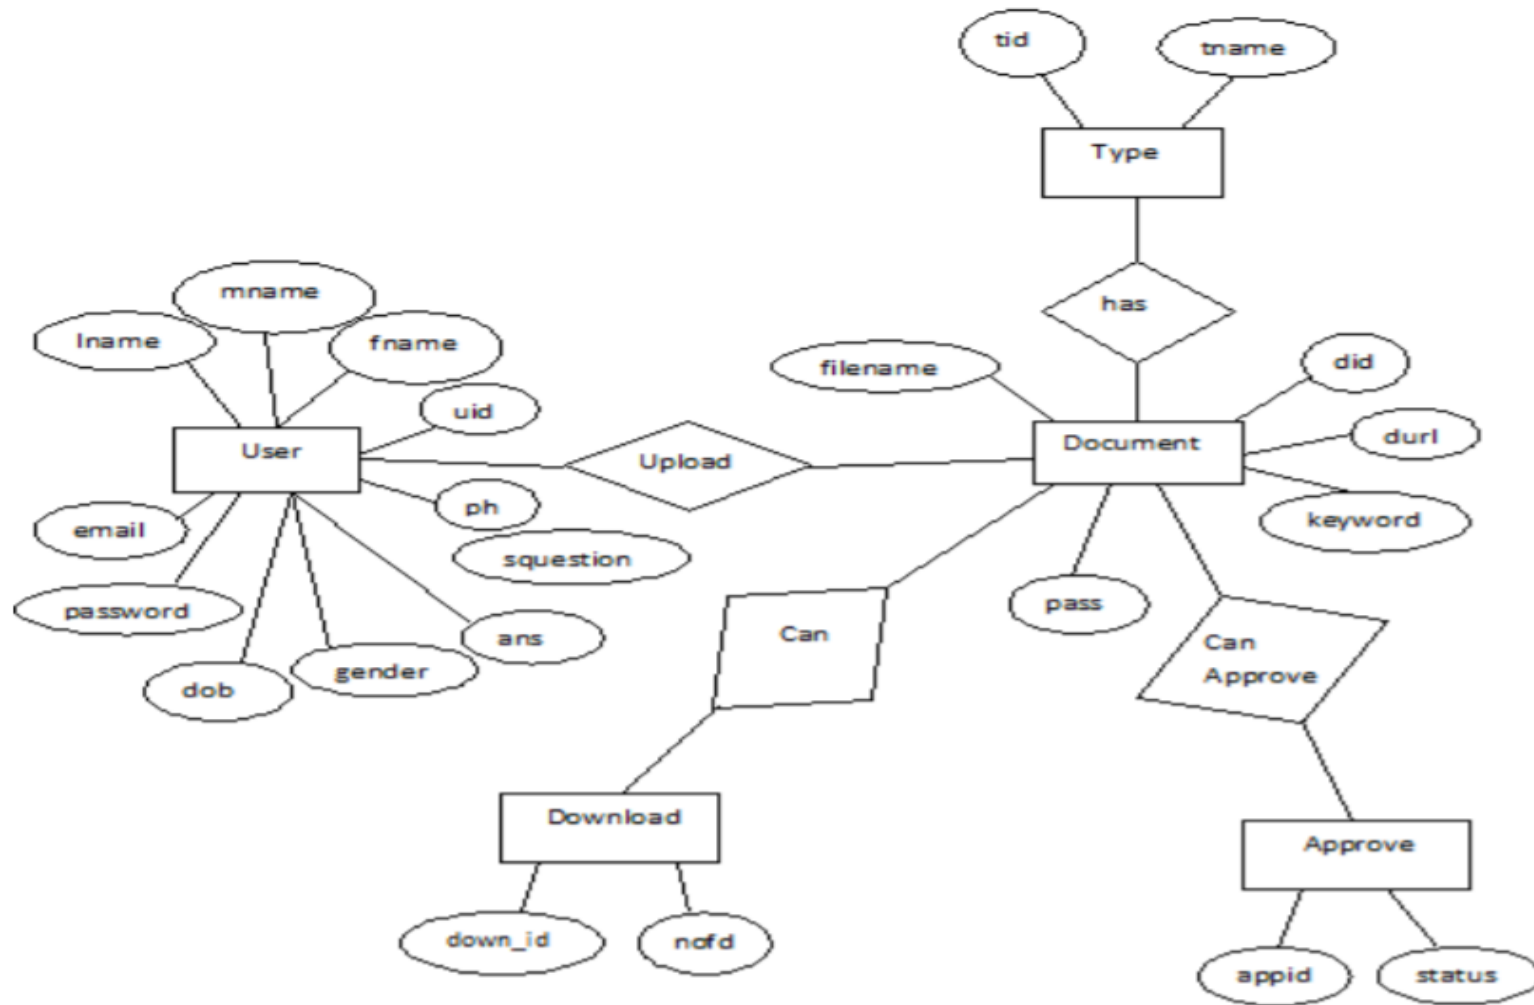 tid
tname
Type
has
mname
lname
fname
uid
User
ph
email
squestion
password
ans
gender
dob
Upload
filename
did
Document
durl
keyword
pass
Can
Can
Approve
Download
down_id
nofd
Approve
appid
status